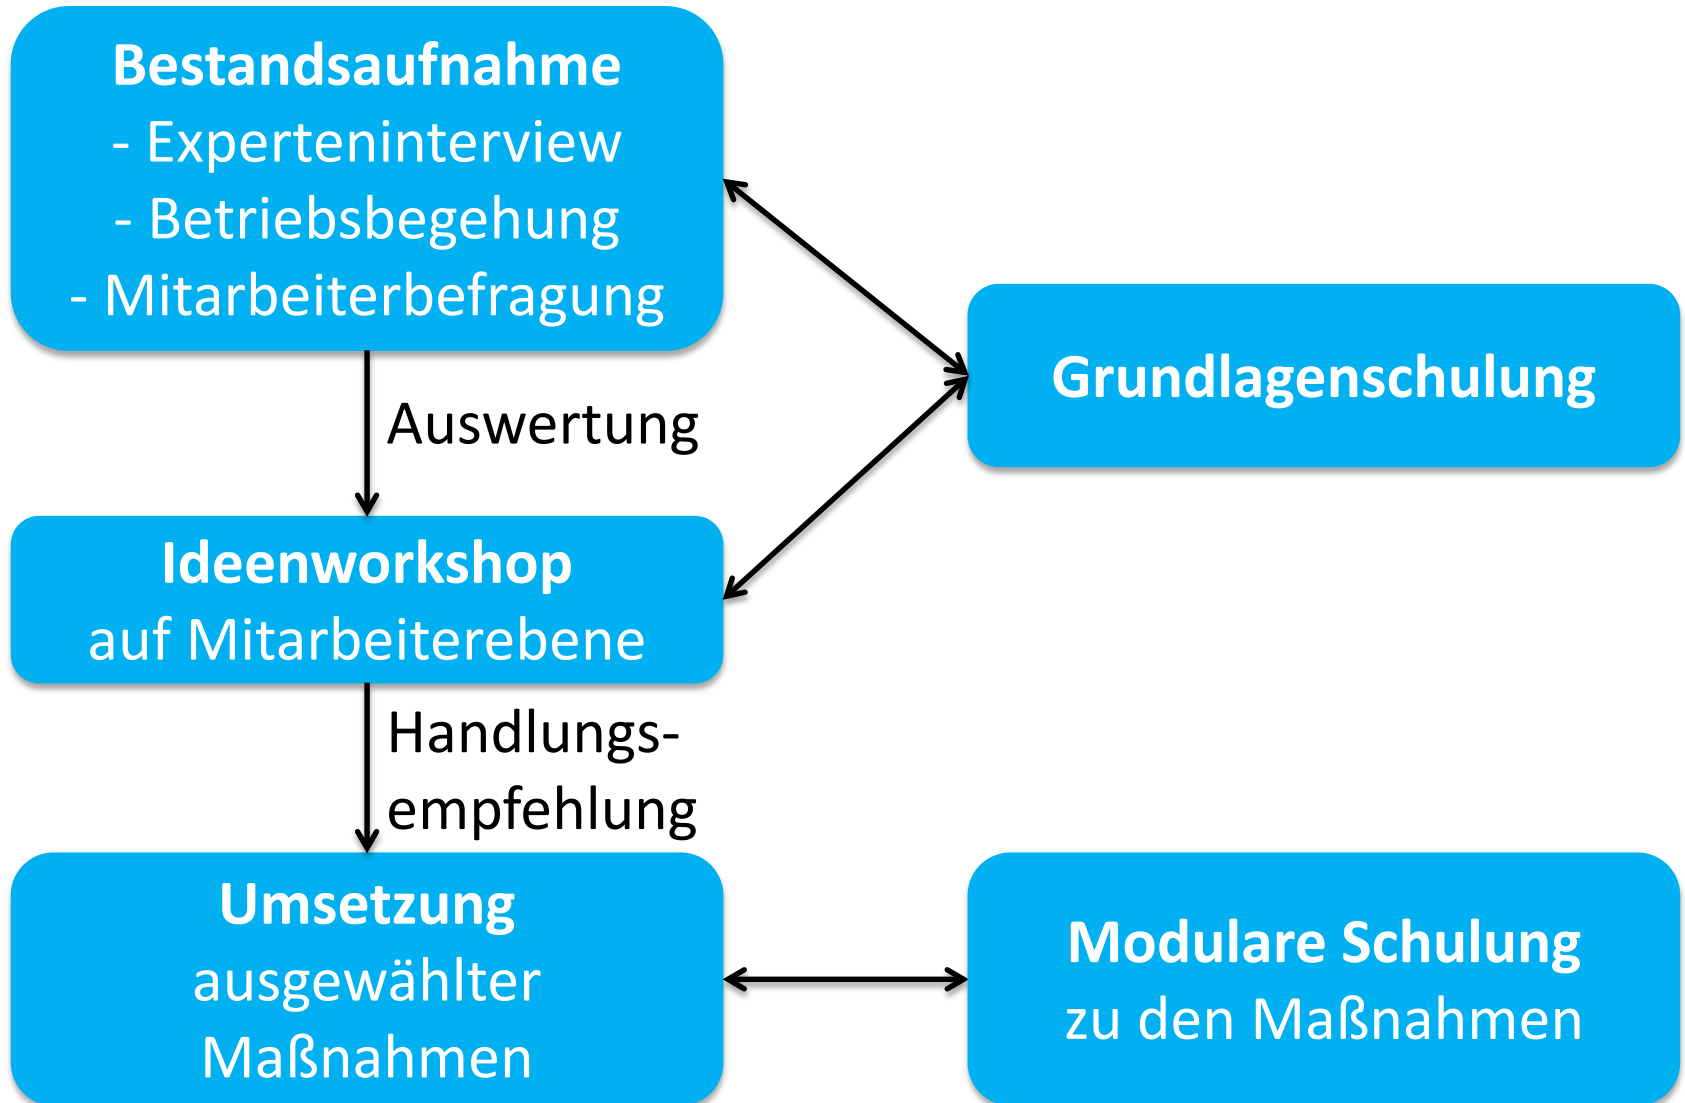 Bestandsaufnahme
- Experteninterview
- Betriebsbegehung
- Mitarbeiterbefragung
Grundlagenschulung
Auswertung
Ideenworkshop
auf Mitarbeiterebene
Handlungs-
empfehlung
Umsetzung
ausgewählter
Maßnahmen
Modulare Schulung
zu den Maßnahmen